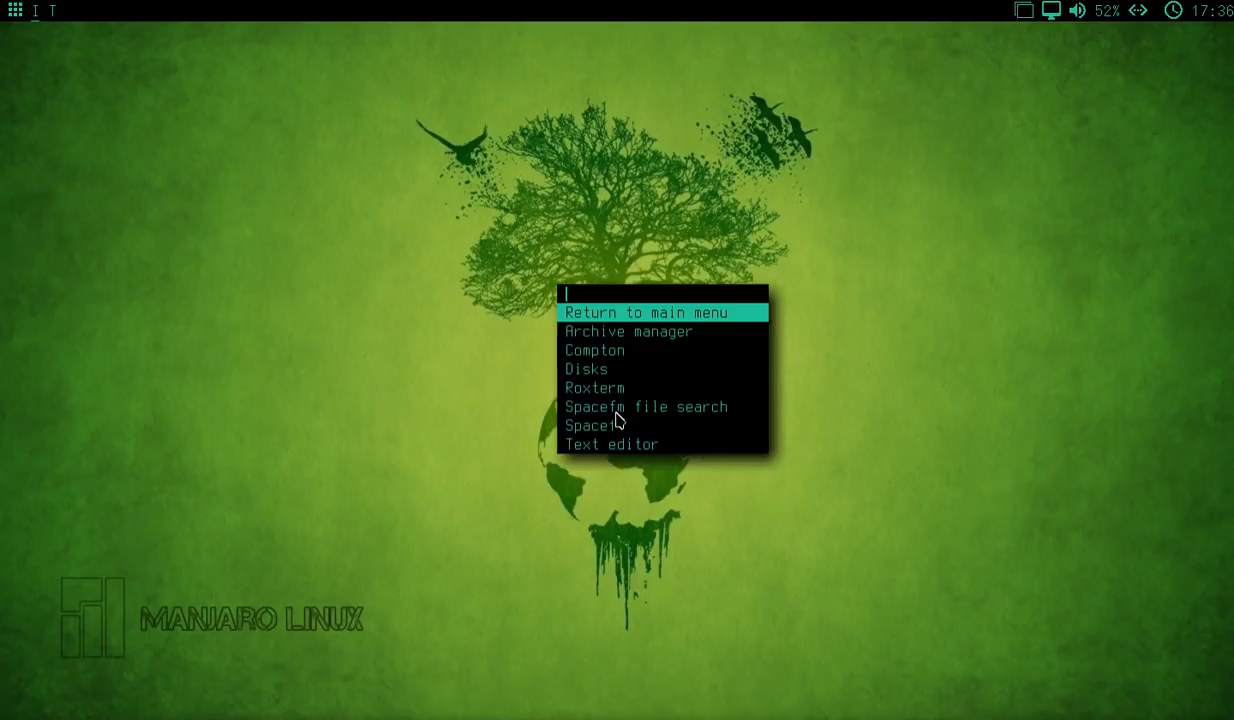 I T
52%
17:36
Return to main menu
Archive manager
Compton
Disks
Roxterm
Spacefm file search
Text editor
MANJARO LINUX